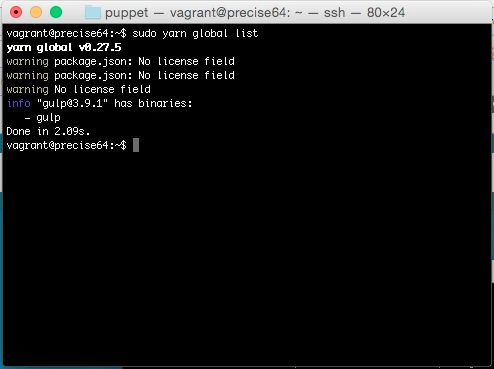 puppet — vagrant@precise64: ~ — ssh — 80×24
vagrant@precise64:~$ sudo yarn global list
yarn global v0.27.5
warning package.json: No license field
warning package.json: No license field
warning No license field
info "gulp@3.9.1" has binaries:
   - gulp
Done in 2.09s.
vagrant@precise64:~$